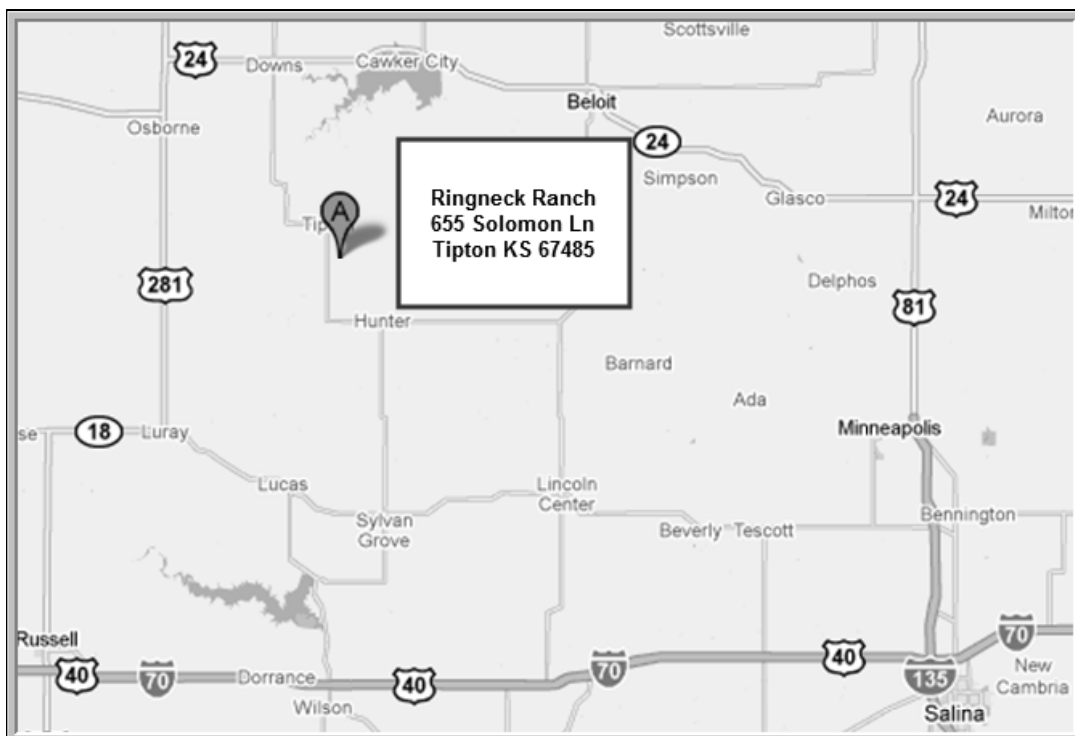 Scottsville
24
Downs
Cawker City
Beloit
Aurora
Osborne
24
Simpson
Glasco
24
Ringneck Ranch
655 Solomon Ln
Tipton KS 67485
A
281
Delphos
81
Hunter
Barnard
Ada
18
Luray
Minneapolis
Lucas
Lincoln
Center
Sylvan
Grove
Beverly
Tescott
Bennington
Russell
40
70
Dorrance
40
Wilson
70
40
135
70
New
Cambria
Salina